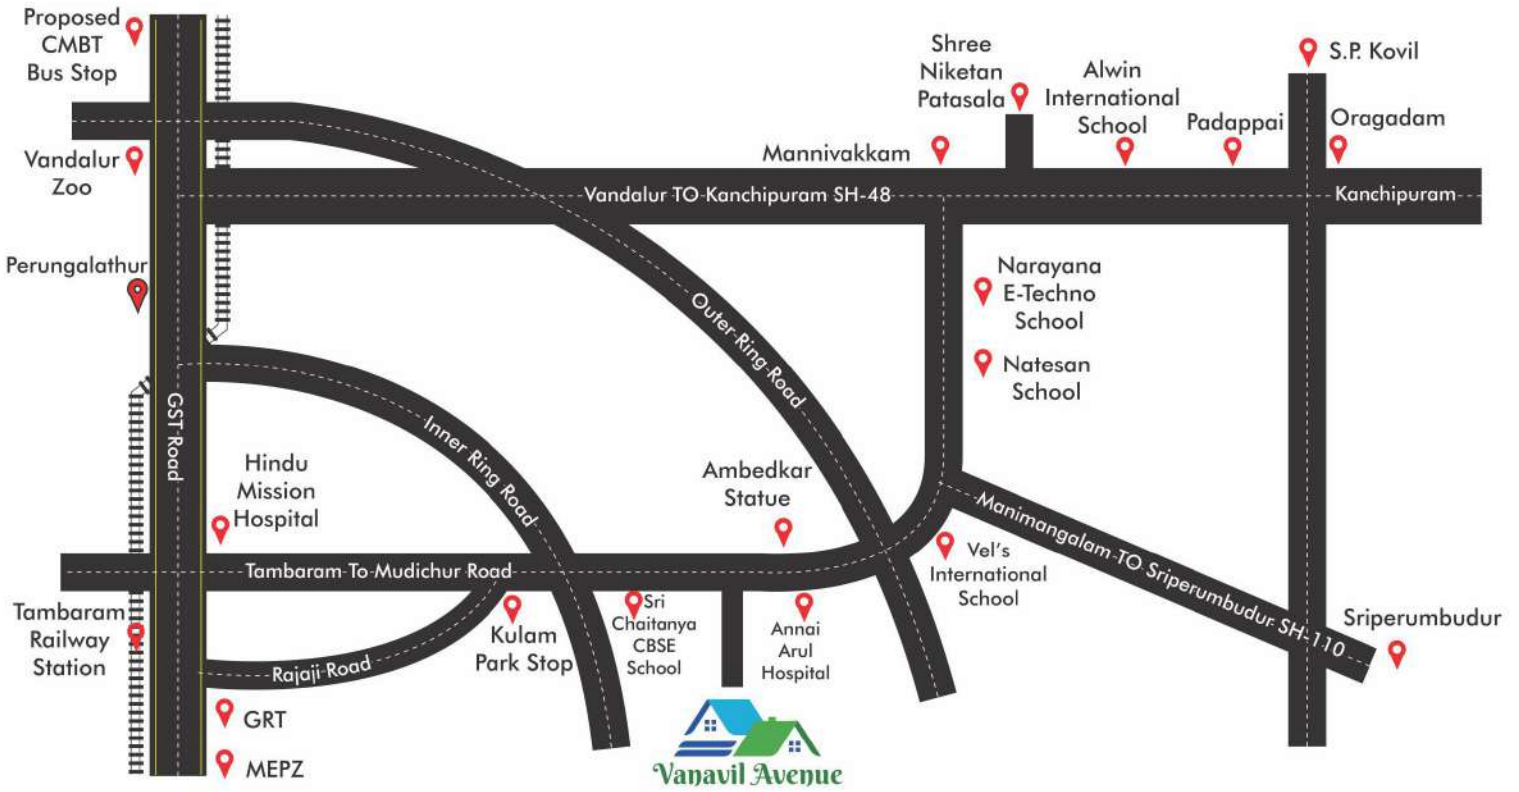 Proposed
CMBT
Bus Stop
Vandalur
Zoo
Perungalathur
GST Road
Hindu
Mission
Hospital
Tambaram
Railway
Station
GRT
MEPZ
Rajaji Road
Tambaram To Mudichur Road
Inner Ring Road
Outer Ring Road
Kulam
Park Stop
Sri
Chaitanya
CBSE
School
Ambedkar
Statue
Annai
Arul
Hospital
Vanavil Avenue
Vandalur TO Kanchipuram SH-48
Kanchipuram
Mannivakkam
Shree
Niketan
Patasala
Alwin
International
School
Padappai
S.P. Kovil
Oragadam
Narayana
E-Techno
School
Natesan
School
Vel's
International
School
Manimangalam TO Sriperumbudur SH-110
Sriperumbudur